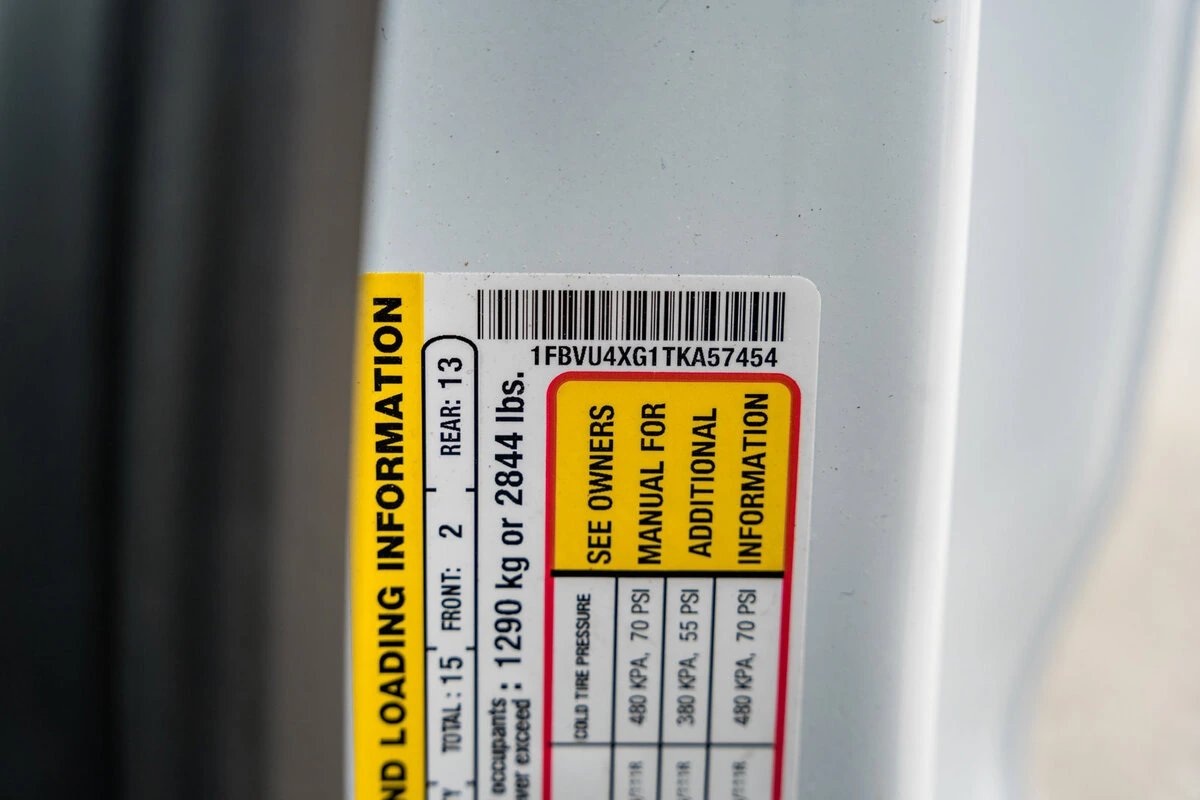 1FBVU4XG1TKA57454
ND LOADING INFORMATION
TOTAL : 15 FRONT: 2 REAR: 13
occupants :
exceed : 1290 kg or 2844 lbs.
SEE OWNERS
MANUAL FOR
ADDITIONAL
INFORMATION
COLD TIRE PRESSURE
480 KPA, 70 PSI
380 KPA, 55 PSI
480 KPA, 70 PSI